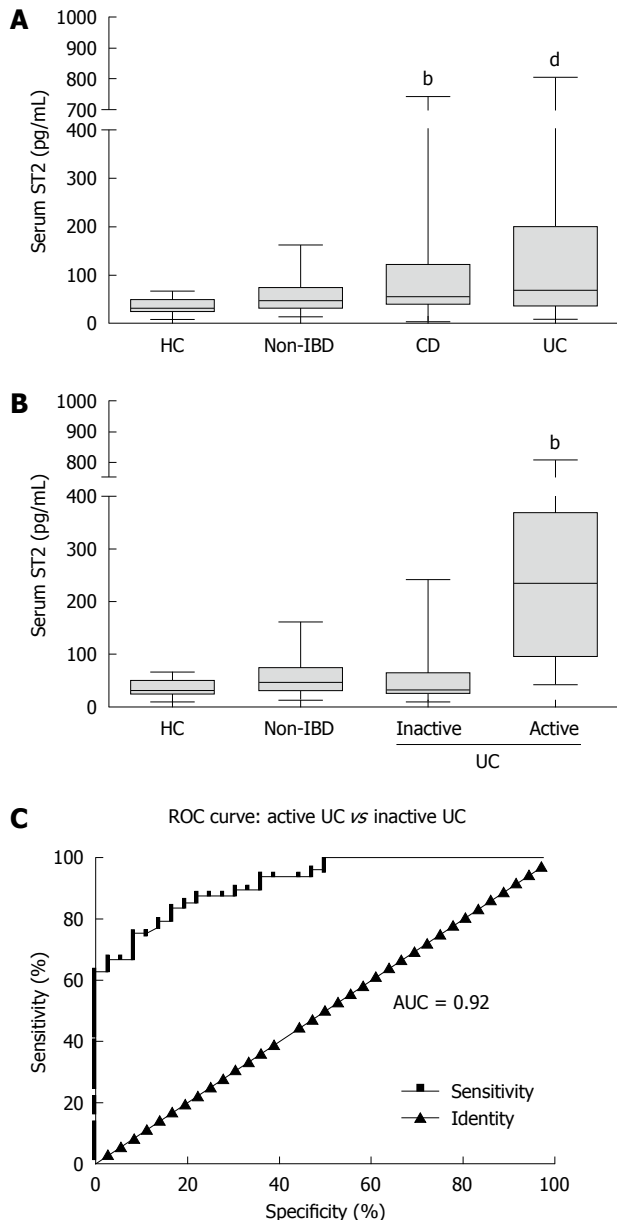 A
1000
900
800
700
400
300
200
100
0
Serum ST2 (pg/mL)
b
d
HC Non-IBD CD UC
B
1000
900
800
400
300
200
100
0
Serum ST2 (pg/mL)
b
HC Non-IBD Inactive Active
UC
C
ROC curve: active UC vs inactive UC
100
80
60
40
20
0
Sensitivity (%)
AUC = 0.92
Sensitivity
Identity
0 20 40 60 80 100
Specificity (%)